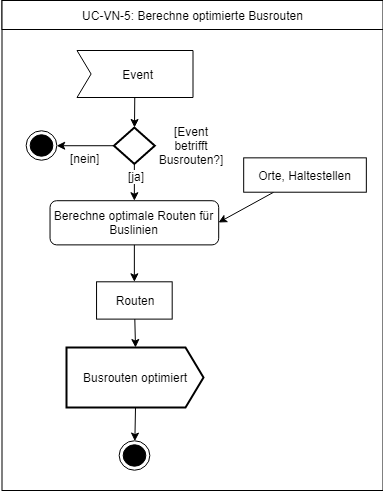 UC-VN-5: Berechne optimierte Busrouten
Event
[Event
betrifft
Busrouten?]
[nein]
[ja]
Orte, Haltestellen
Berechne optimale Routen für
Buslinien
Routen
Busrouten optimiert